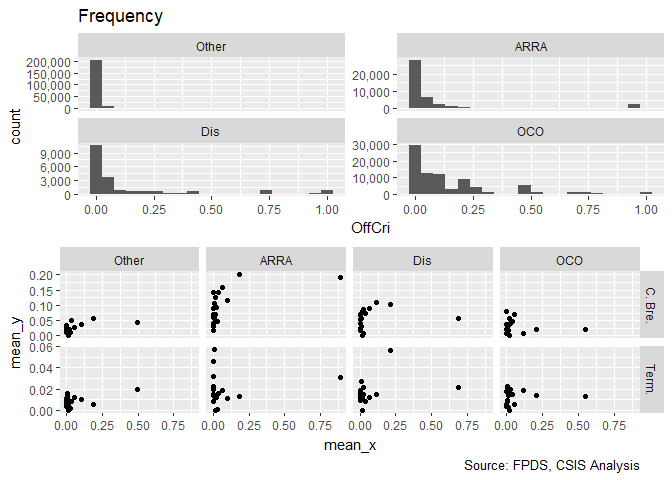 Frequency
Other ARRA
200,000
150,000
100,000
50,000
0
20,000
10,000
0
count
Dis OCO
9,000
6,000
3,000
0
30,000
20,000
10,000
0
0.00 0.25 0.50 0.75 1.00 0.00 0.25 0.50 0.75 1.00
OffCri
Other ARRA Dis OCO
0.20
0.15
0.10
0.05
0.00
C. Bre.
mean_y
0.06
0.04
0.02
0.00
Term.
0.00 0.25 0.50 0.75 0.00 0.25 0.50 0.75 0.00 0.25 0.50 0.75 0.00 0.25 0.50 0.75
mean_x
Source: FPDS, CSIS Analysis